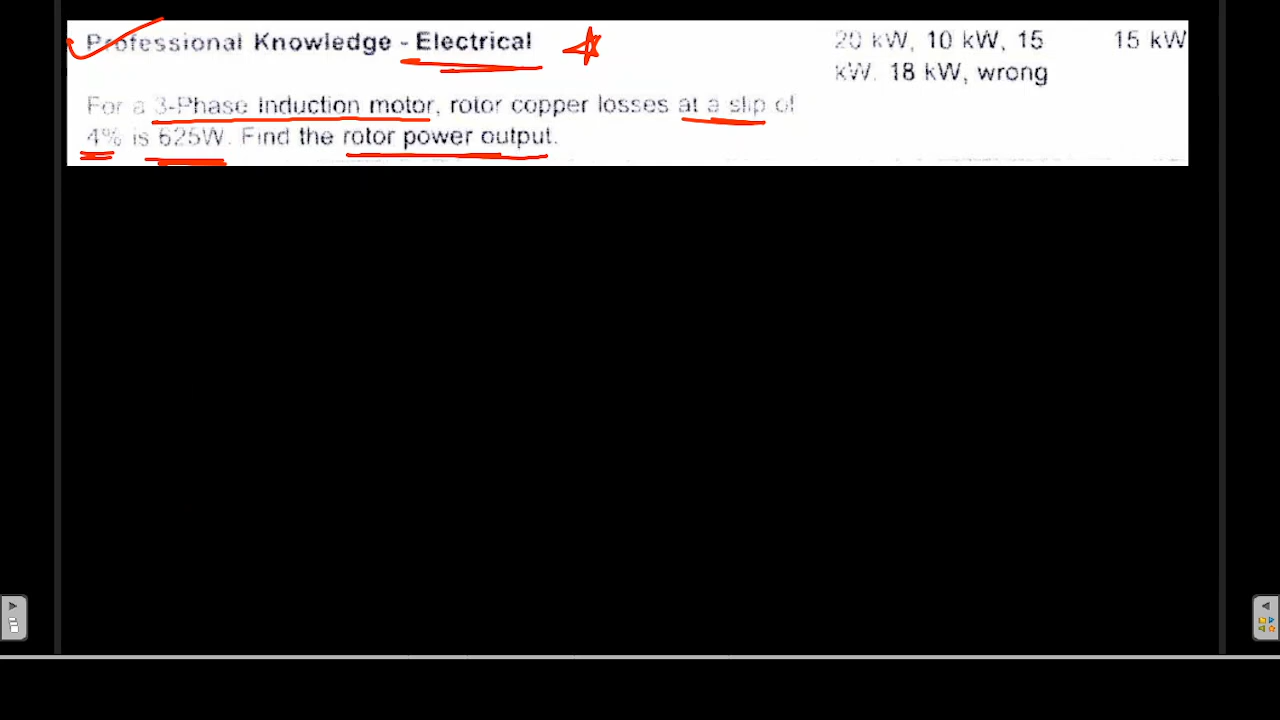 Professional Knowledge - Electrical
20 kW, 10 kW, 15 kW. 18 kW, wrong
15 kW
For a 3-Phase Induction motor, rotor copper losses at a slip of
4% is 625W. Find the rotor power output.